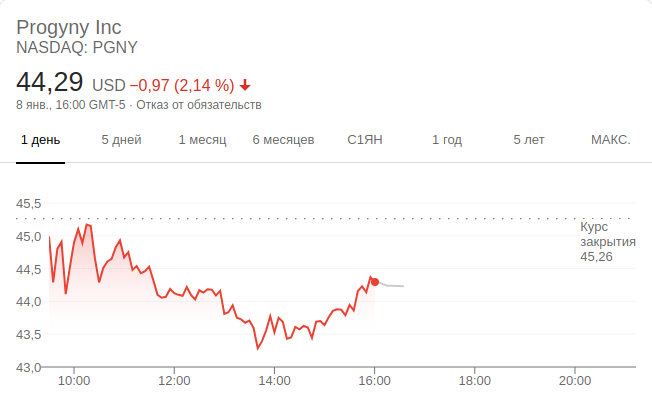 Progyny Inc
NASDAQ: PGNY
44,29 USD −0,97 (2,14 %)
8 янв., 16:00 GMT-5 · Отказ от обязательств
1 день 5 дней 1 месяц 6 месяцев С1ЯН 1 год 5 лет МАКС.
45,5
Курс
закрытия
45,26
45,0
44,5
44,0
43,5
43,0
10:00 12:00 14:00 16:00 18:00 20:00